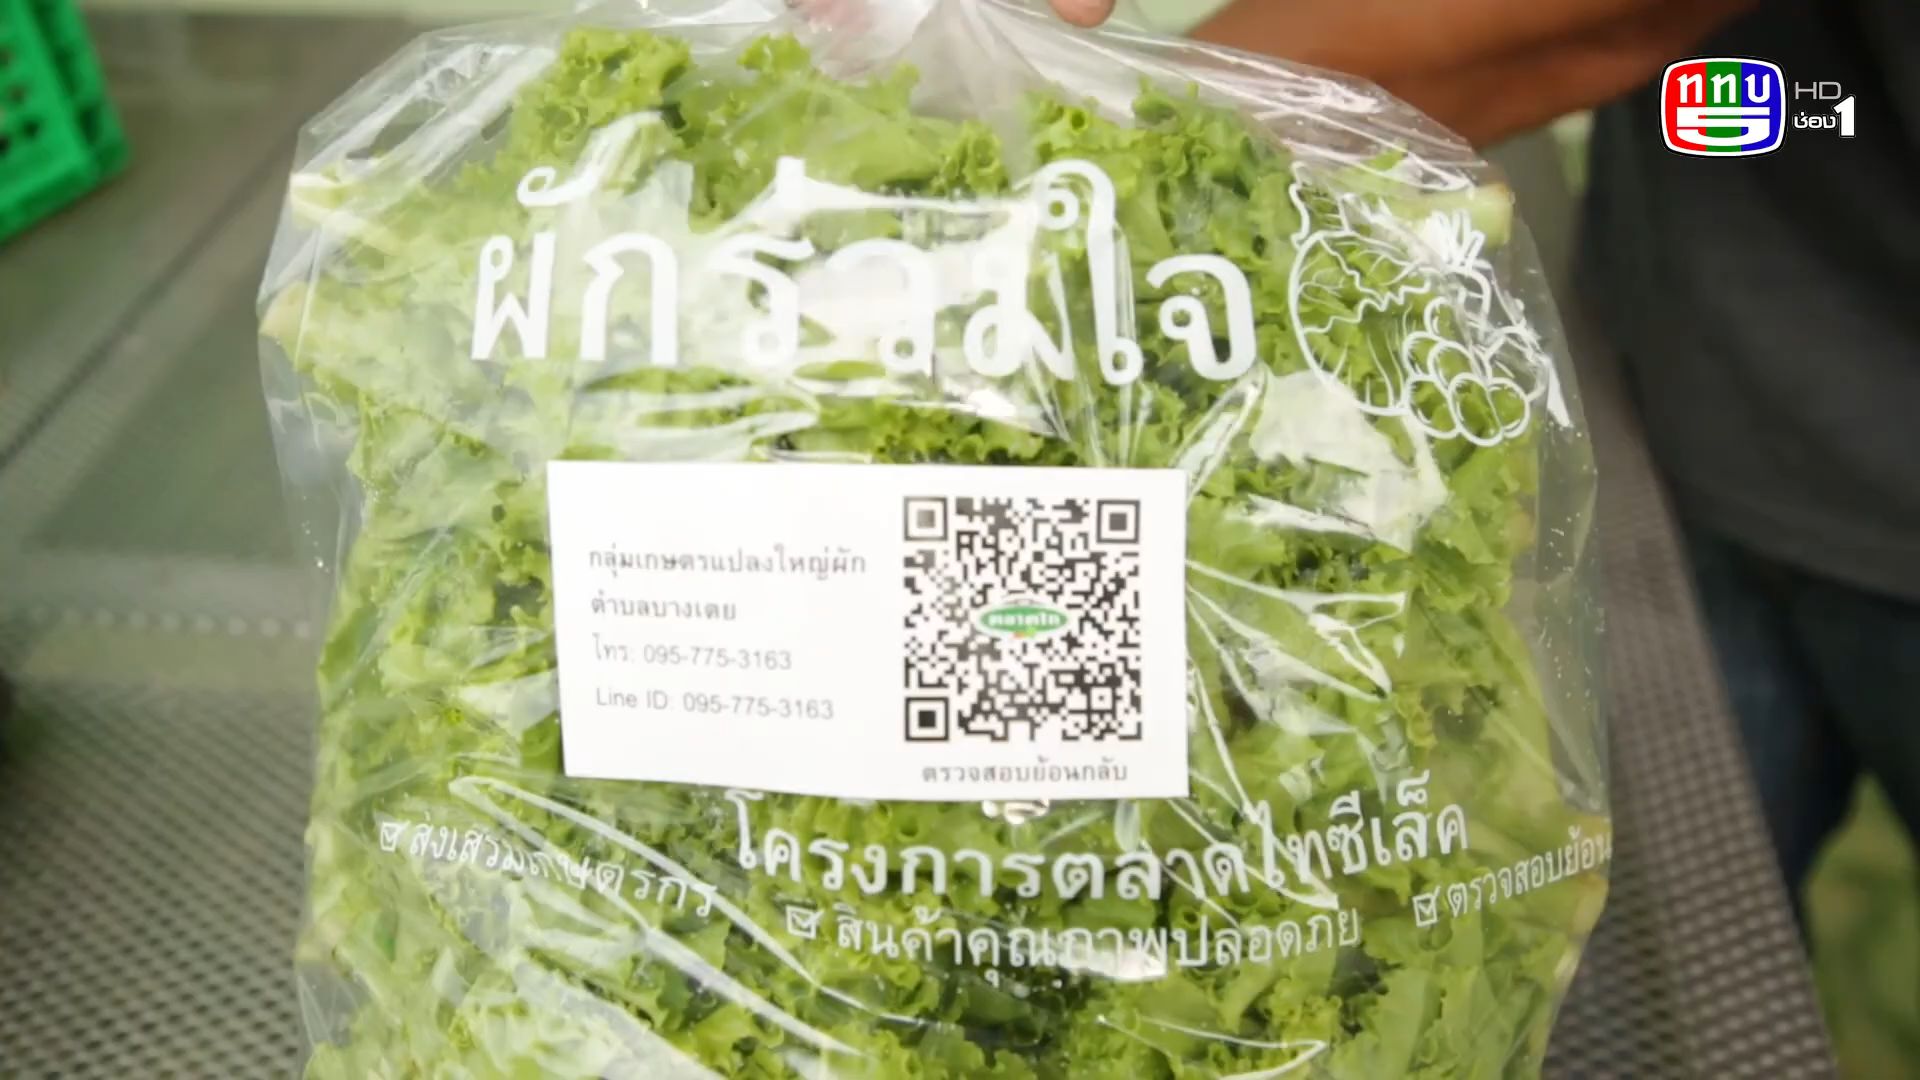 ททบ 5 HD
ช่อง 1
ผักร่วมใจ
กลุ่มเกษตรแปลงใหญ่ผัก
ตำบลบางเตย
โทร: 095-775-3163
Line ID: 095-775-3163
ตลาดไท
ตรวจสอบย้อนกลับ
โครงการตลาดไทซีเล็ค
ส่งเสริมเกษตรกร
สินค้าคุณภาพปลอดภัย
ตรวจสอบย้อน